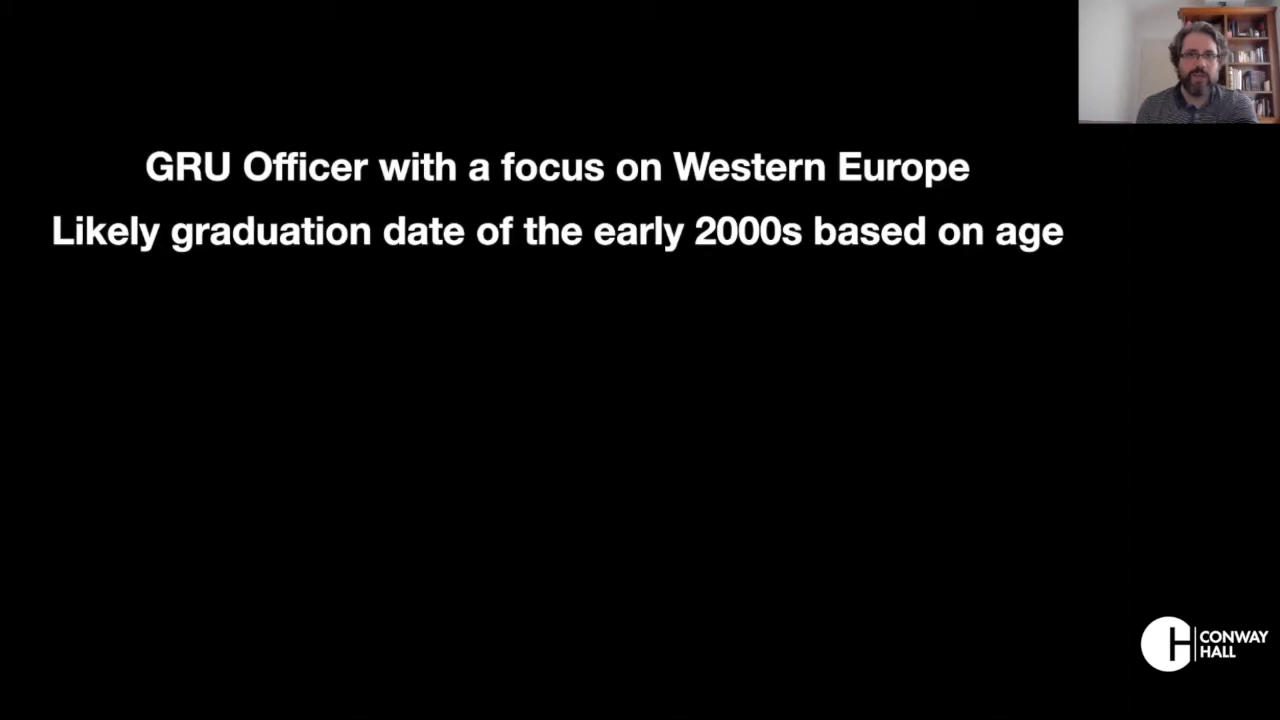 GRU Officer with a focus on Western Europe
Likely graduation date of the early 2000s based on age
CONWAY
HALL